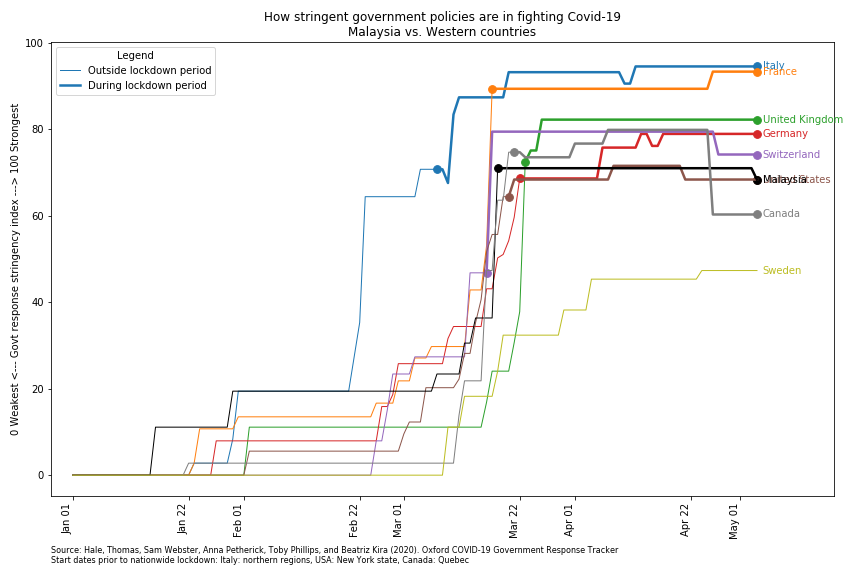 How stringent government policies are in fighting Covid-19
Malaysia vs. Western countries
0 Weakest <--- Govt response stringency index ---> 100 Strongest
100
80
60
40
20
0
Legend
Outside lockdown period
During lockdown period
Italy
France
United Kingdom
Germany
Switzerland
Malaysia
United States
Canada
Sweden
Jan 01
Jan 22
Feb 01
Feb 22
Mar 01
Mar 22
Apr 01
Apr 22
May 01
Source: Hale, Thomas, Sam Webster, Anna Petherick, Toby Phillips, and Beatriz Kira (2020). Oxford COVID-19 Government Response Tracker
Start dates prior to nationwide lockdown: Italy: northern regions, USA: New York state, Canada: Quebec